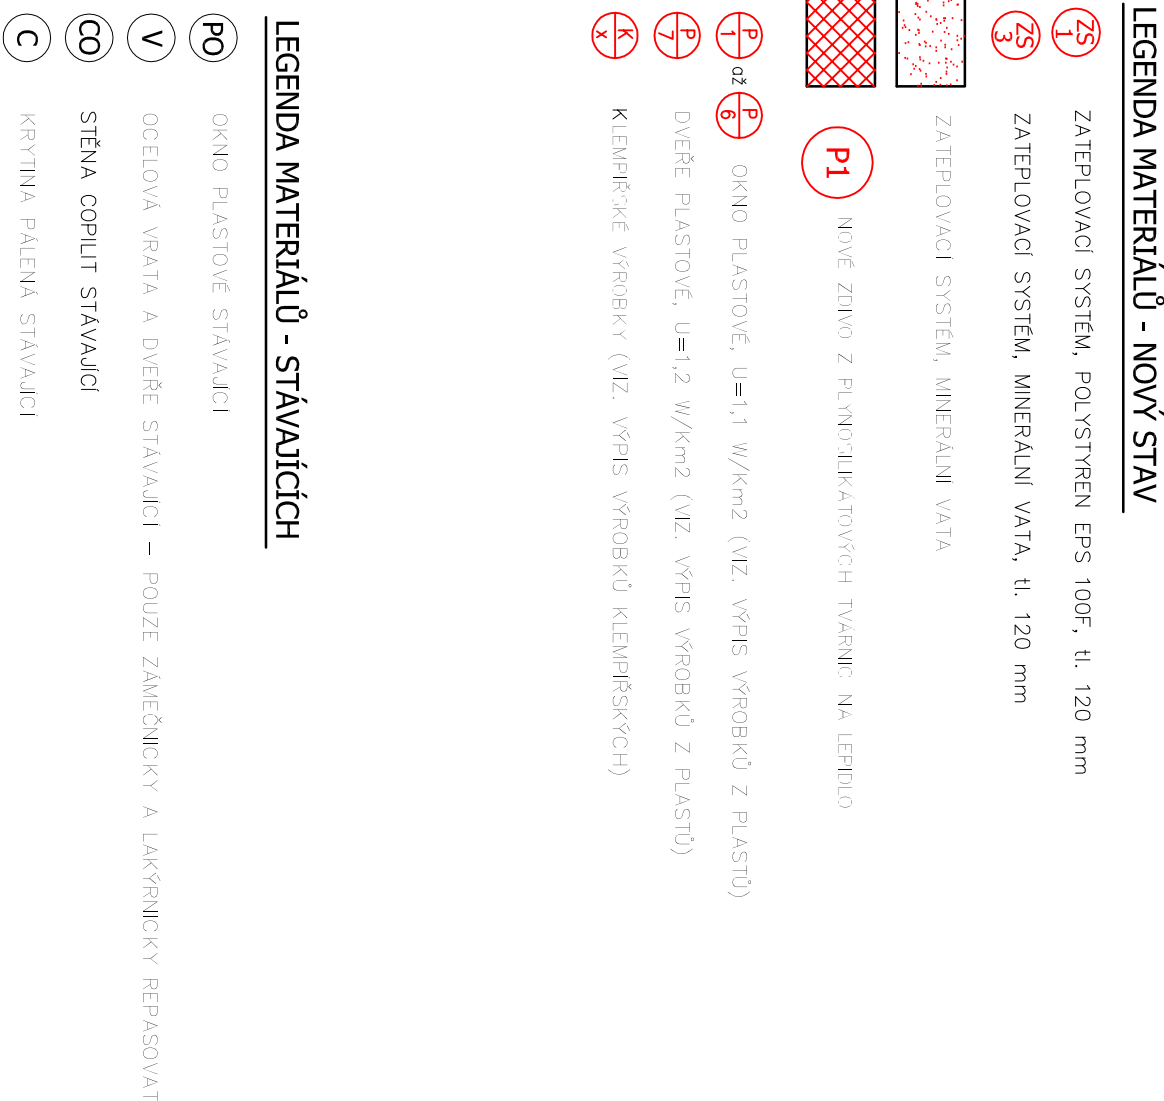 LEGENDA MATERIÁLŮ - NOVÝ STAV
ZS 1 ZATEPLOVACÍ SYSTÉM, POLYSTYREN EPS 100F, tl. 120 mm
ZS 3 ZATEPLOVACÍ SYSTÉM, MINERÁLNÍ VATA, tl. 120 mm
ZATEPLOVACÍ SYSTÉM, MINERÁLNÍ VATA
P1 NOVÉ ZDIVO Z PLYNOSILIKÁTOVÝCH TVÁRNIC NA LEPIDLO
P 1 až P 6 OKNO PLASTOVÉ, U=1,1 W/Km2 (VIZ. VÝPIS VÝROBKŮ Z PLASTŮ)
P 7 DVEŘE PLASTOVÉ, U=1,2 W/Km2 (VIZ. VÝPIS VÝROBKŮ Z PLASTŮ)
K x KLEMPÍŘSKÉ VÝROBKY (VIZ. VÝPIS VÝROBKŮ KLEMPÍŘSKÝCH)
LEGENDA MATERIÁLŮ - STÁVAJÍCÍCH
PO OKNO PLASTOVÉ STÁVAJÍCÍ
V OCELOVÁ VRATA A DVEŘE STÁVAJÍCÍ – POUZE ZÁMEČNICKY A LAKÝRNICKY REPASOVAT
CO STĚNA COPILIT STÁVAJÍCÍ
C KRYTINA PÁLENÁ STÁVAJÍCÍ